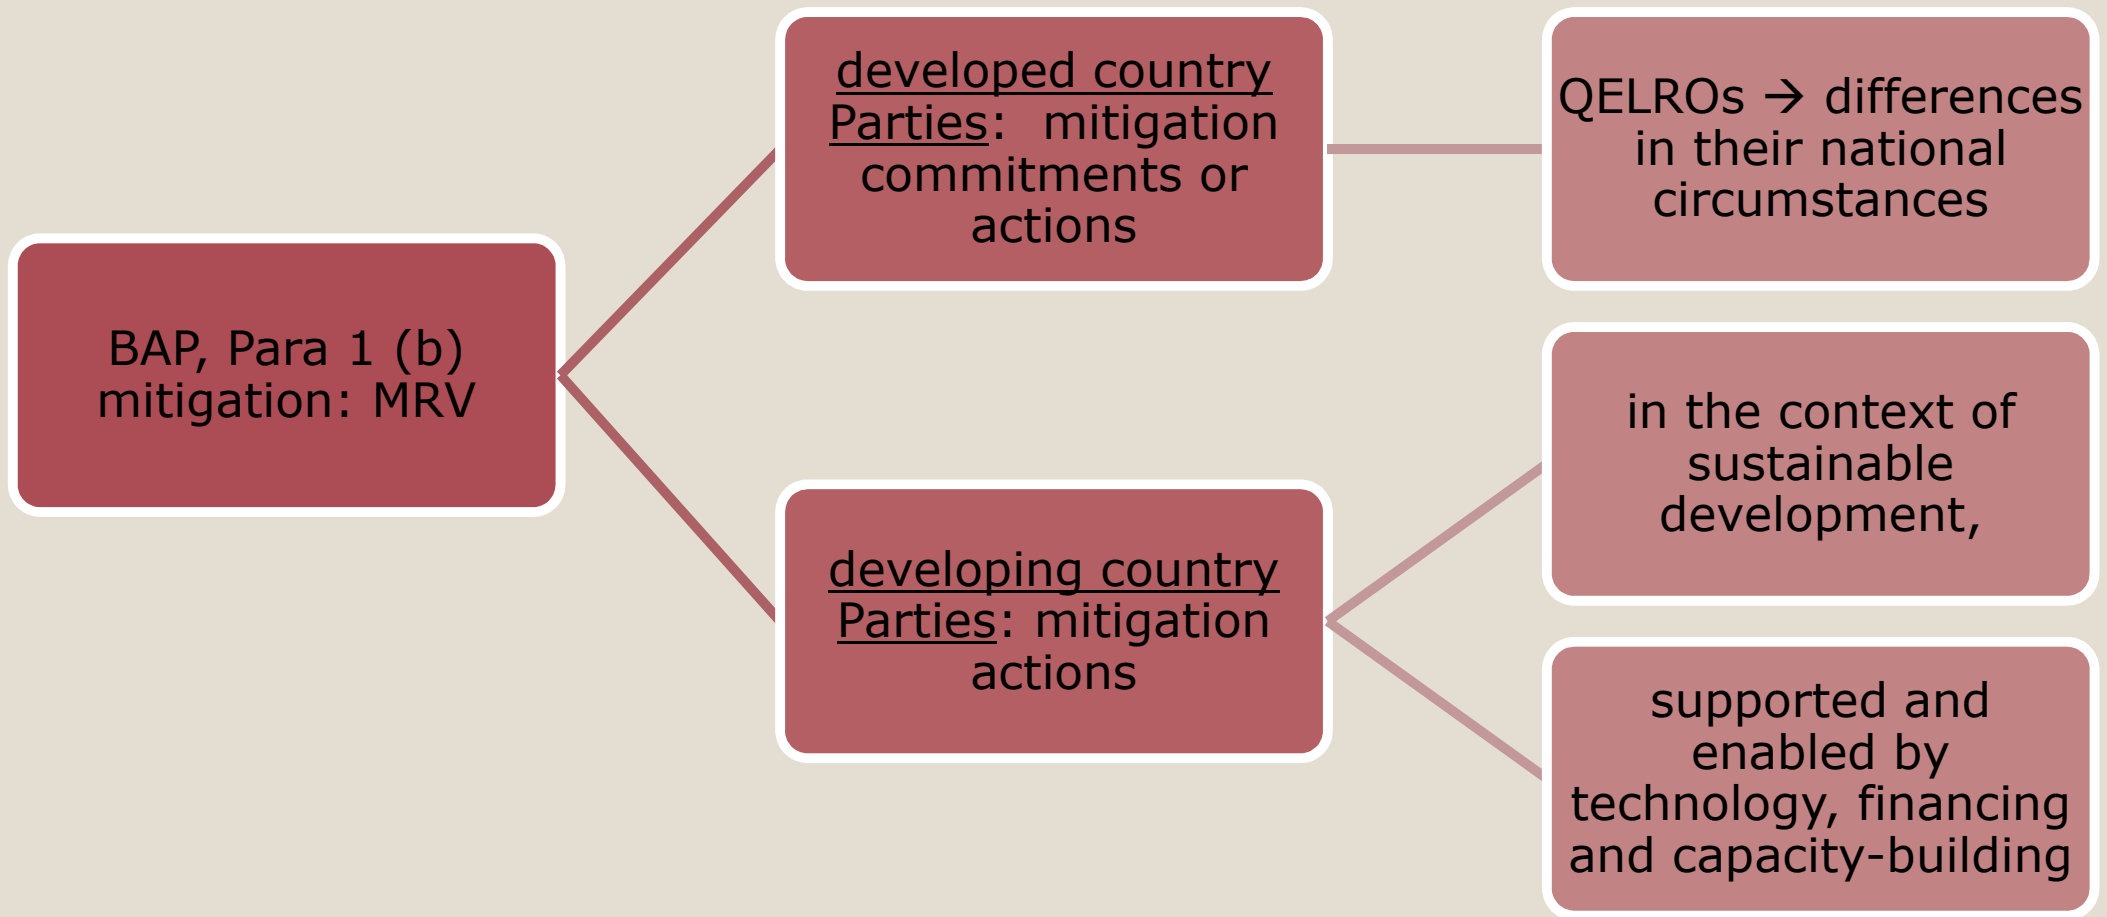 BAP, Para 1 (b)
mitigation: MRV
developed country
Parties: mitigation
commitments or
actions
QELROs → differences
in their national
circumstances
developing country
Parties: mitigation
actions
in the context of
sustainable
development,
supported and
enabled by
technology, financing
and capacity-building